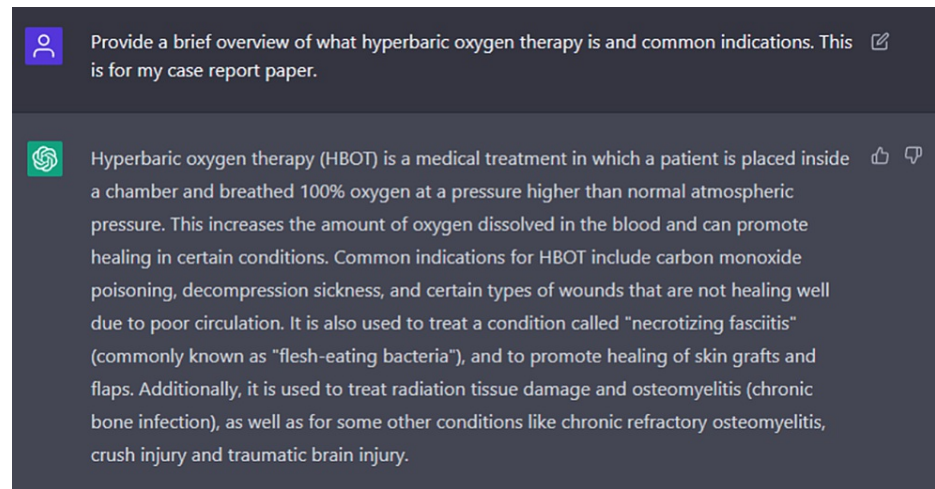 Provide a brief overview of what hyperbaric oxygen therapy is and common indications. This
is for my case report paper.
Hyperbaric oxygen therapy (HBOT) is a medical treatment in which a patient is placed inside
a chamber and breathed 100% oxygen at a pressure higher than normal atmospheric
pressure. This increases the amount of oxygen dissolved in the blood and can promote
healing in certain conditions. Common indications for HBOT include carbon monoxide
poisoning, decompression sickness, and certain types of wounds that are not healing well
due to poor circulation. It is also used to treat a condition called "necrotizing fasciitis"
(commonly known as "flesh-eating bacteria"), and to promote healing of skin grafts and
flaps. Additionally, it is used to treat radiation tissue damage and osteomyelitis (chronic
bone infection), as well as for some other conditions like chronic refractory osteomyelitis,
crush injury and traumatic brain injury.